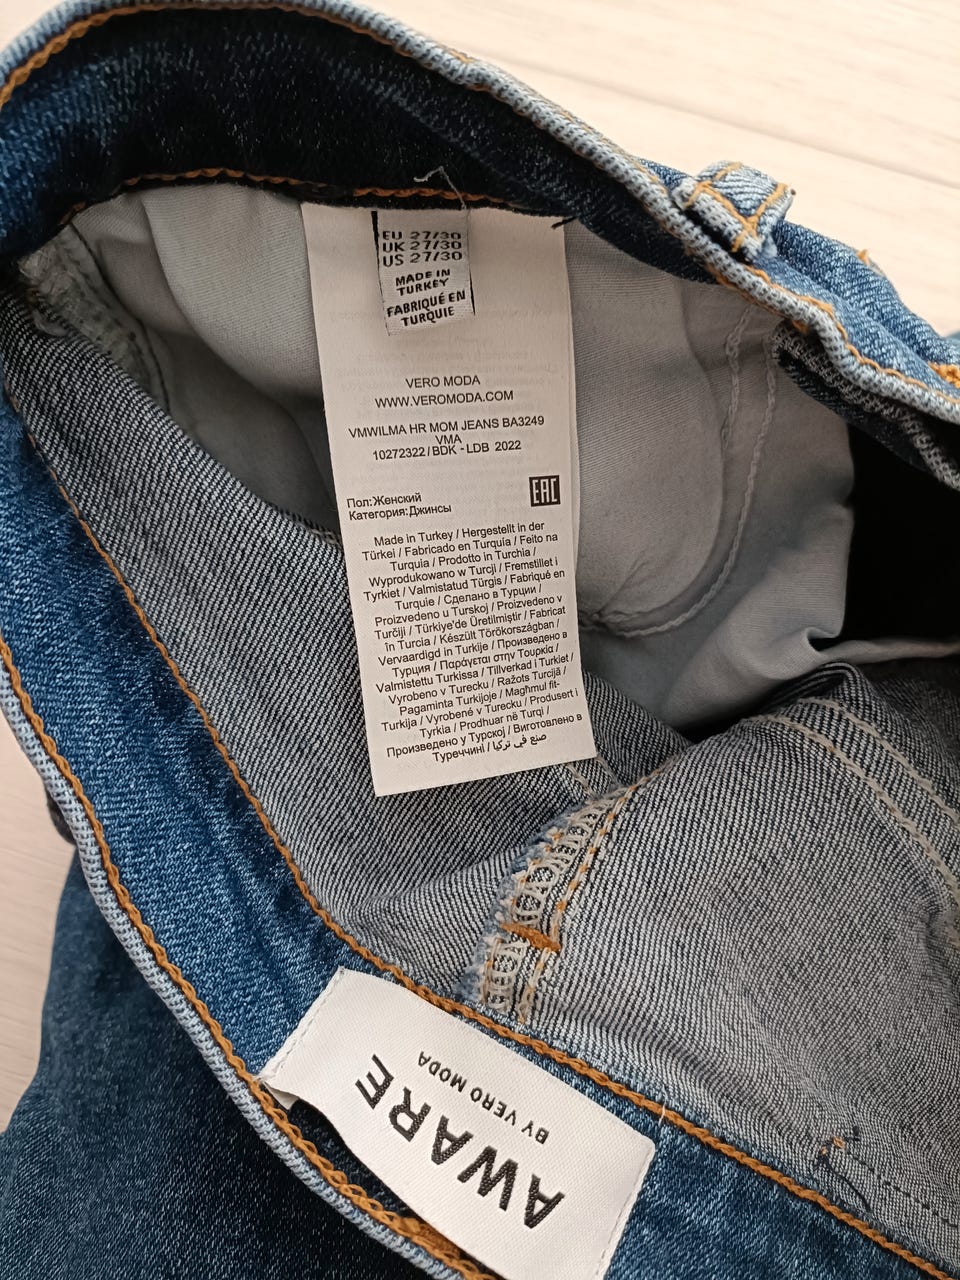 EU 27/30
UK 27/30
US 27/30
MADE IN
TURKEY
FABRIQUÉ EN
TURQUIE
VERO MODA
WWW.VEROMODA.COM
VMWILMA HR MOM JEANS BA3249
VMA
10272322/BDK - LDB 2022
EAC
Пол:Женский
Категория:Джинсы
Made in Turkey / Hergestellt in der
Türkei / Fabricado en Turquía / Feito na
Turquia / Prodotto in Turchia /
Wyprodukowano w Turcji / Fremstillet i
Tyrkiet / Valmistatud Türgis / Fabriqué en
Turquie / Сделано в Турции /
Proizvedeno u Turskoj / Proizvedeno v
Turčiji / Türkiye'de Üretilmiştir / Fabricat
în Turcia / Készült Törökországban /
Vervaardigd in Turkije / Произведено в
Турция / Παράγεται στην Τουρκία /
Valmistettu Turkissa / Tillverkad i Turkiet /
Vyrobeno v Turecku / Ražots Turcijā /
Pagaminta Turkijoje / Magħmul fit-
Turkija / Vyrobené v Turecku / Produsert i
Tyrkia / Prodhuar në Turqi /
Произведено у Турској / Виготовлено в
Туреччині / صنع في تركيا
AWARE
BY VERO MODA